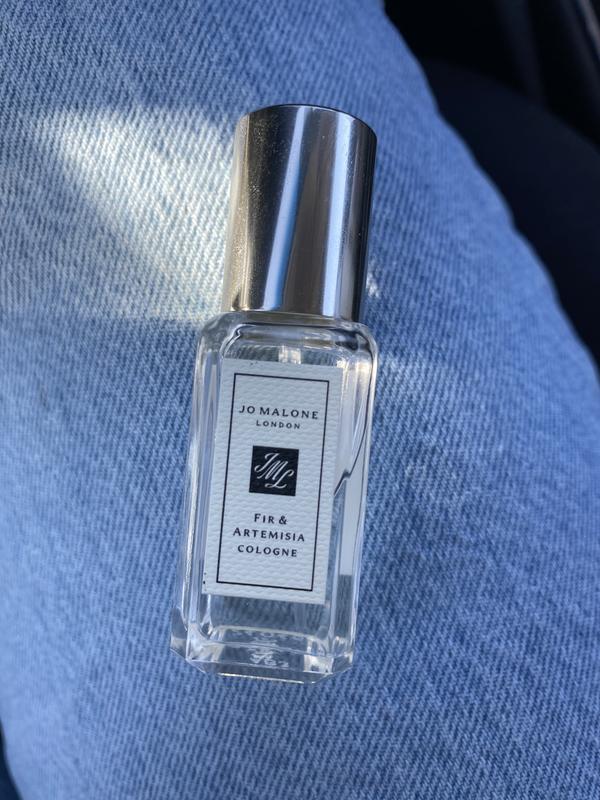 JO MALONE
LONDON
JML
FIR &
ARTEMISIA
COLOGNE